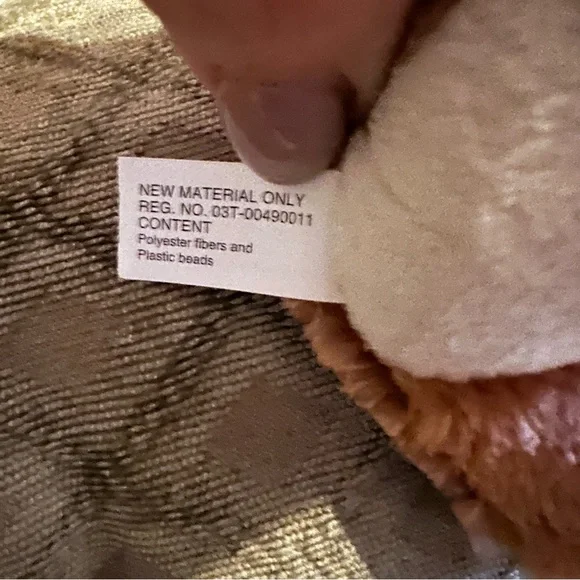 NEW MATERIAL ONLY
REG. NO. 03T-00490011
CONTENT
Polyester fibers and
Plastic beads